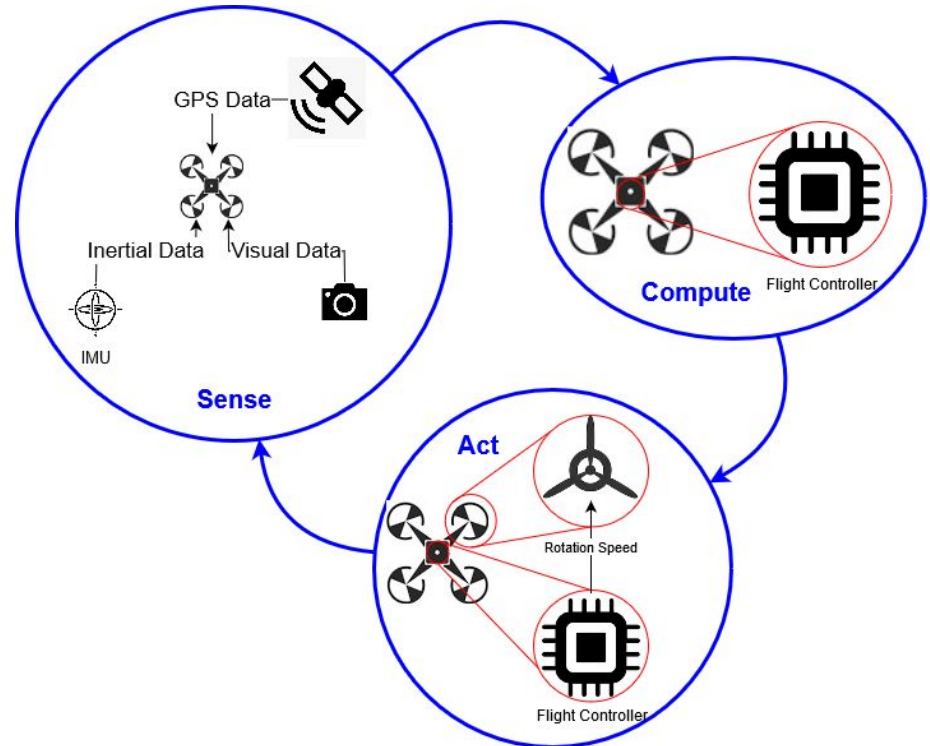 GPS Data
Inertial Data
Visual Data
IMU
Sense
Flight Controller
Compute
Act
Rotation Speed
Flight Controller